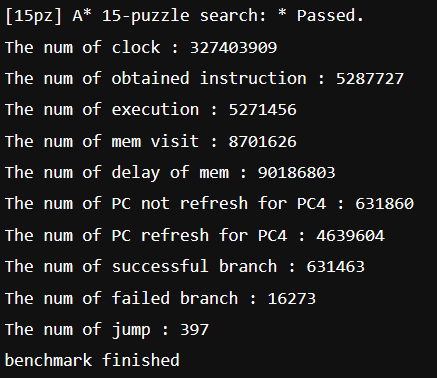 [15pz] A* 15-puzzle search: * Passed.
The num of clock : 327403909
The num of obtained instruction : 5287727
The num of execution : 5271456
The num of mem visit : 8701626
The num of delay of mem : 90186803
The num of PC not refresh for PC4 : 631860
The num of PC refresh for PC4 : 4639604
The num of successful branch : 631463
The num of failed branch : 16273
The num of jump : 397
benchmark finished